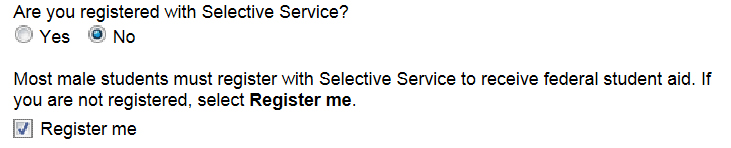 Are you registered with Selective Service?
Yes No
Most male students must register with Selective Service to receive federal student aid. If
you are not registered, select Register me.
Register me